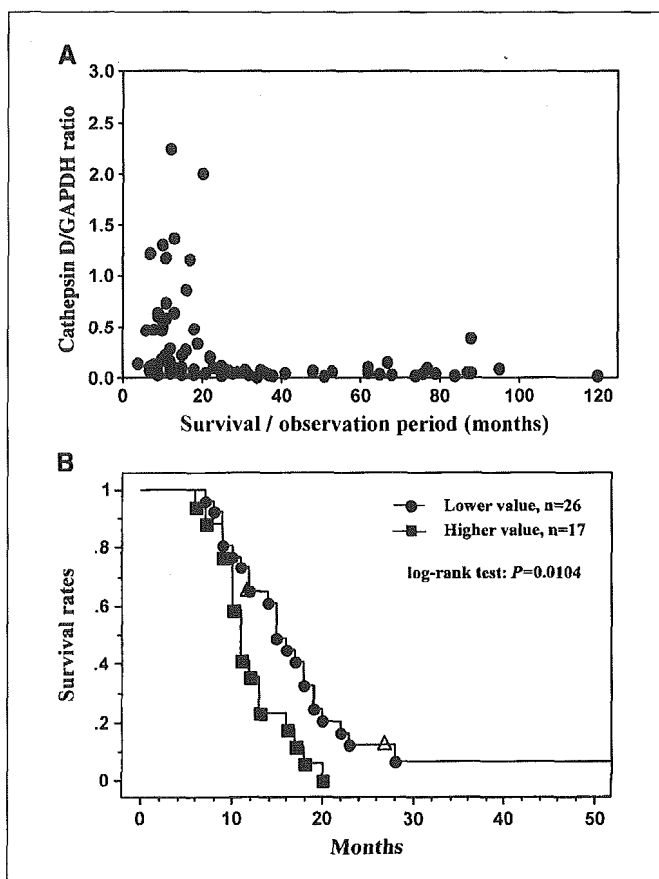 A
Cathepsin D/GAPDH ratio
3.0
2.5
2.0
1.5
1.0
0.5
0.0
0 20 40 60 80 100 120
Survival / observation period (months)
B
Survival rates
1
.8
.6
.4
.2
0
Lower value, n=26
Higher value, n=17
log-rank test: P=0.0104
0 10 20 30 40 50
Months